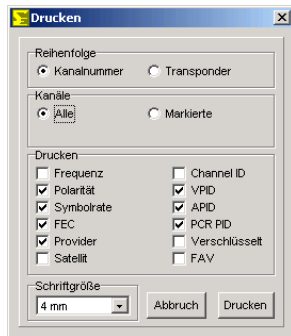 Drucken
Reihenfolge
Kanalnummer Transponder
Kanäle
Alle Markierte
Drucken
Frequenz Channel ID
Polarität VPID
Symbolrate APID
FEC PCR PID
Provider Verschlüsselt
Satellit FAV
Schriftgröße
4 mm Abbruch Drucken